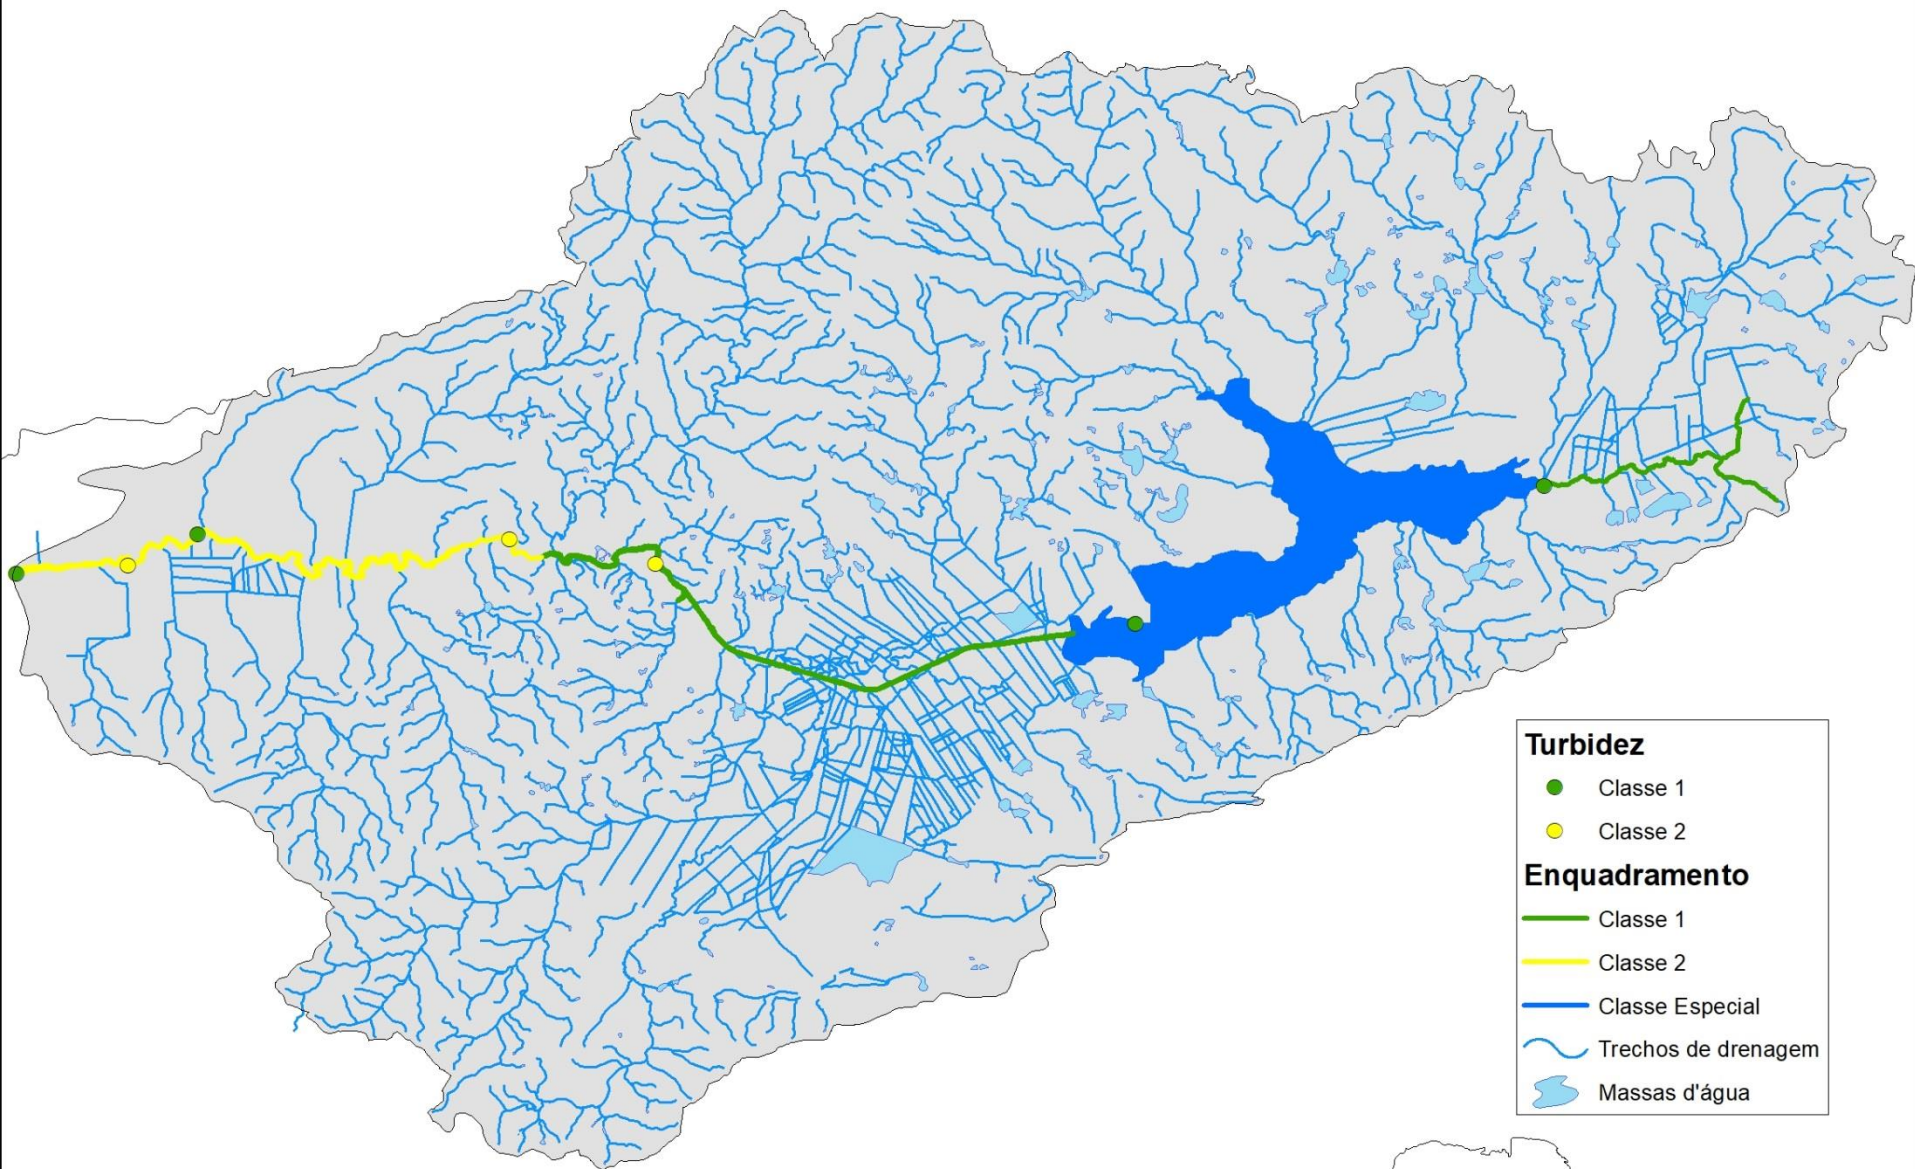 Turbidez
Classe 1
Classe 2
Enquadramento
Classe 1
Classe 2
Classe Especial
Trechos de drenagem
Massas d'água